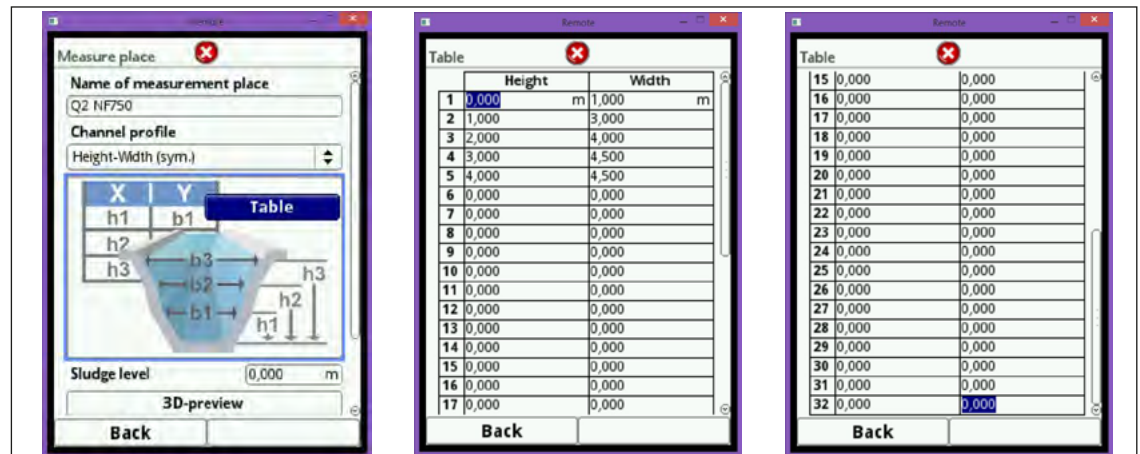 Remote
Measure place
Name of measurement place
Q2 NF750
Channel profile
Height-Width (sym.)
X Y
Table
h1 b1
h2
h3
b3
h3
b2
h2
b1
h1
Sludge level 0,000 m
3D-preview
Back
Remote
Table
Height Width
1 0,000 m 1,000 m
2 1,000 3,000
3 2,000 4,000
4 3,000 4,500
5 4,000 4,500
6 0,000 0,000
7 0,000 0,000
8 0,000 0,000
9 0,000 0,000
10 0,000 0,000
11 0,000 0,000
12 0,000 0,000
13 0,000 0,000
14 0,000 0,000
15 0,000 0,000
16 0,000 0,000
17 0,000 0,000
Back
Remote
Table
15 0,000 0,000
16 0,000 0,000
17 0,000 0,000
18 0,000 0,000
19 0,000 0,000
20 0,000 0,000
21 0,000 0,000
22 0,000 0,000
23 0,000 0,000
24 0,000 0,000
25 0,000 0,000
26 0,000 0,000
27 0,000 0,000
28 0,000 0,000
29 0,000 0,000
30 0,000 0,000
31 0,000 0,000
32 0,000 0,000
Back